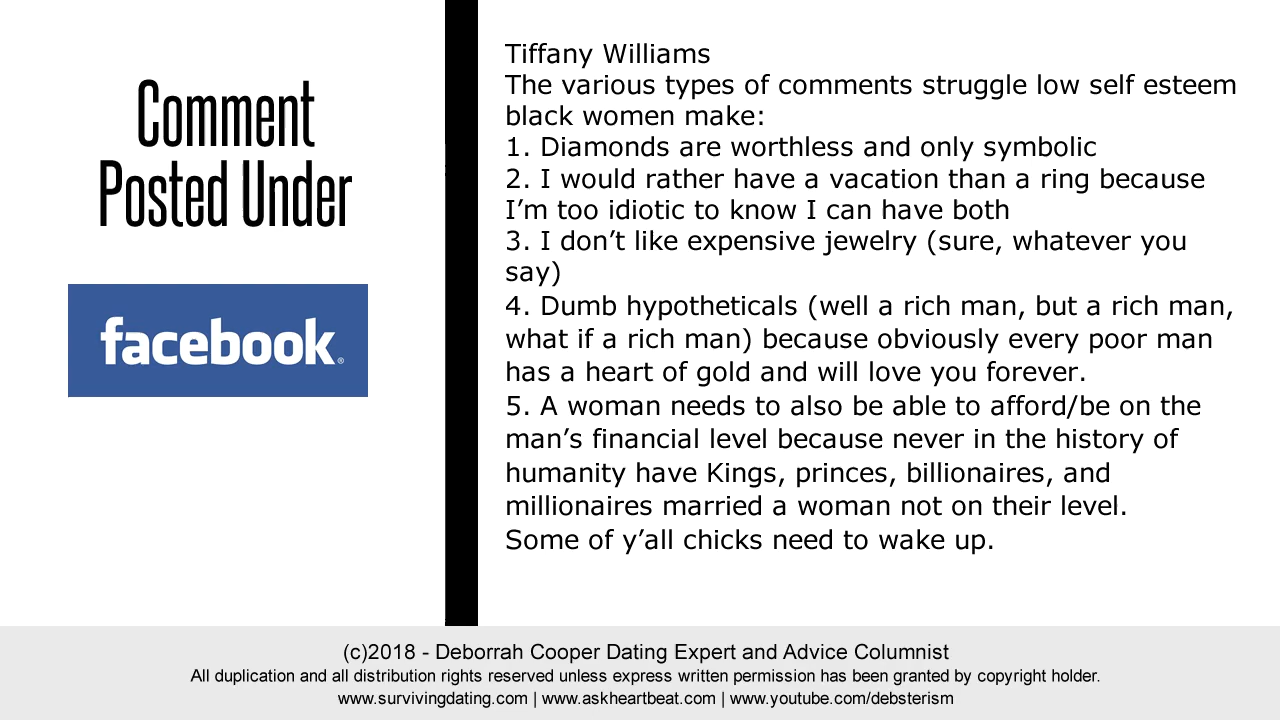 Comment
Posted Under
facebook®
Tiffany Williams
The various types of comments struggle low self esteem
black women make:
1. Diamonds are worthless and only symbolic
2. I would rather have a vacation than a ring because
I’m too idiotic to know I can have both
3. I don’t like expensive jewelry (sure, whatever you
say)
4. Dumb hypotheticals (well a rich man, but a rich man,
what if a rich man) because obviously every poor man
has a heart of gold and will love you forever.
5. A woman needs to also be able to afford/be on the
man’s financial level because never in the history of
humanity have Kings, princes, billionaires, and
millionaires married a woman not on their level.
Some of y’all chicks need to wake up.
(c)2018 - Deborrah Cooper Dating Expert and Advice Columnist
All duplication and all distribution rights reserved unless express written permission has been granted by copyright holder.
www.survivingdating.com | www.askheartbeat.com | www.youtube.com/debsterism